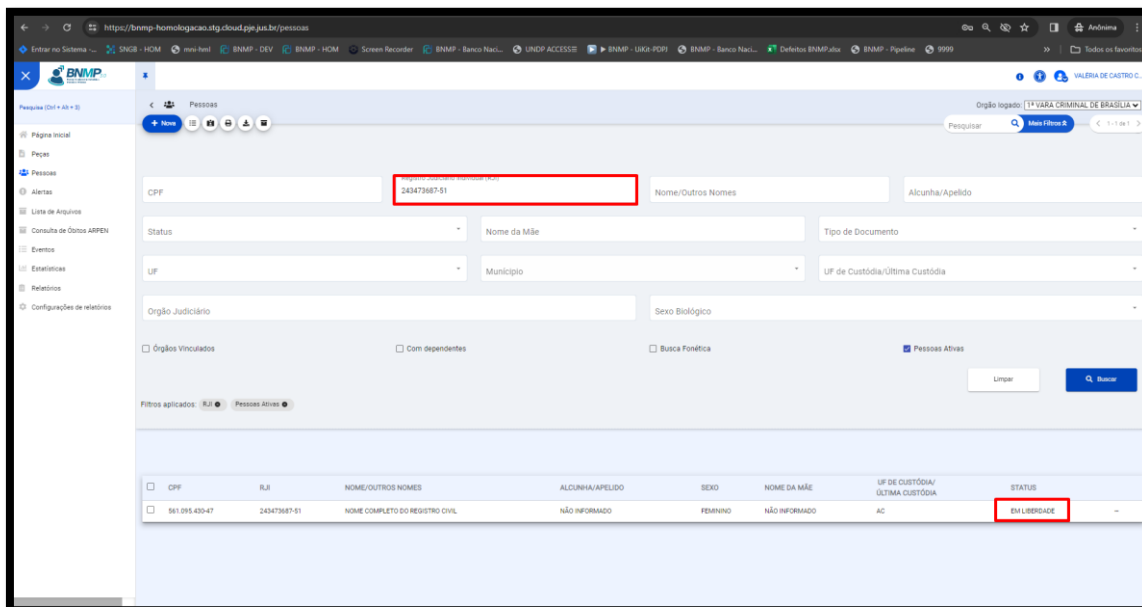 https://bnmp-homologacao.stg.cloud.pje.jus.br/pessoas
Anônima
Entrar no Sistema -... SNGB - HOM mni-hml BNMP - DEV BNMP - HOM Screen Recorder BNMP - Banco Naci... UNDP ACCESS® BNMP - UiKit-PDPJ BNMP - Banco Naci... Defeitos BNMP.xlsx BNMP - Pipeline 9999 » Todos os favoritos
BNMP
VALÉRIA DE CASTRO C...
Pesquisa (Ctrl + Alt + S)
Pessoas
Orgão logado: 1ª VARA CRIMINAL DE BRASÍLIA
+ Novo
Pesquisar
Mais Filtros
1 - 1 de 1
Página Inicial
Peças
Pessoas
Alertas
Lista de Arquivos
Consulta de Óbitos ARPEN
Eventos
Estatísticas
Relatórios
Configurações de relatórios
CPF
Registro Judiciário Individual (RJI)
243473687-51
Nome/Outros Nomes
Alcunha/Apelido
Status
Nome da Mãe
Tipo de Documento
UF
Município
UF de Custódia/Última Custódia
Orgão Judiciário
Sexo Biológico
Órgãos Vinculados
Com dependentes
Busca Fonética
Pessoas Ativas
Limpar
Buscar
Filtros aplicados: RJI Pessoas Ativas
CPF RJI NOME/OUTROS NOMES ALCUNHA/APELIDO SEXO NOME DA MÃE UF DE CUSTÓDIA/ ÚLTIMA CUSTÓDIA STATUS
561.095.430-47 243473687-51 NOME COMPLETO DO REGISTRO CIVIL NÃO INFORMADO FEMININO NÃO INFORMADO AC EM LIBERDADE